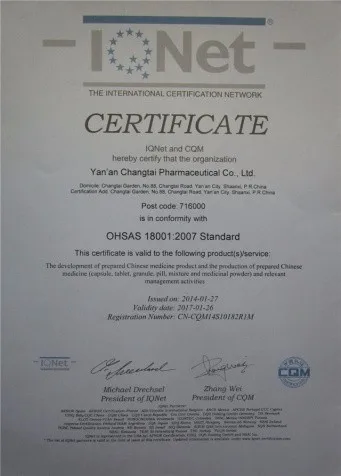 IQNet
®
THE INTERNATIONAL CERTIFICATION NETWORK
CERTIFICATE
IQNet and CQM
hereby certify that the organization
Yan'an Changtai Pharmaceutical Co., Ltd.
Domicile: Changtai Garden, No.88, Changtai Road, Yan'an City, Shaanxi, P.R.China
Certification Add: Changtai Garden, No.88, Changtai Road, Yan'an City, Shaanxi, P.R.China
Post code: 716000
is in conformity with
OHSAS 18001:2007 Standard
This certificate is valid to the following product(s)/service:
The development of prepared Chinese medicine product and the production of prepared Chinese
medicine (capsule, tablet, granule, pill, mixture and medicinal powder) and relevant
management activities
Issued on: 2014-01-27
Validity date: 2017-01-26
Registration Number: CN-CQM14S10182R1M
IQNet
CQM
Michael Drechsel
Zhang Wei
President of IQNet
President of CQM
IQNet Partners*: